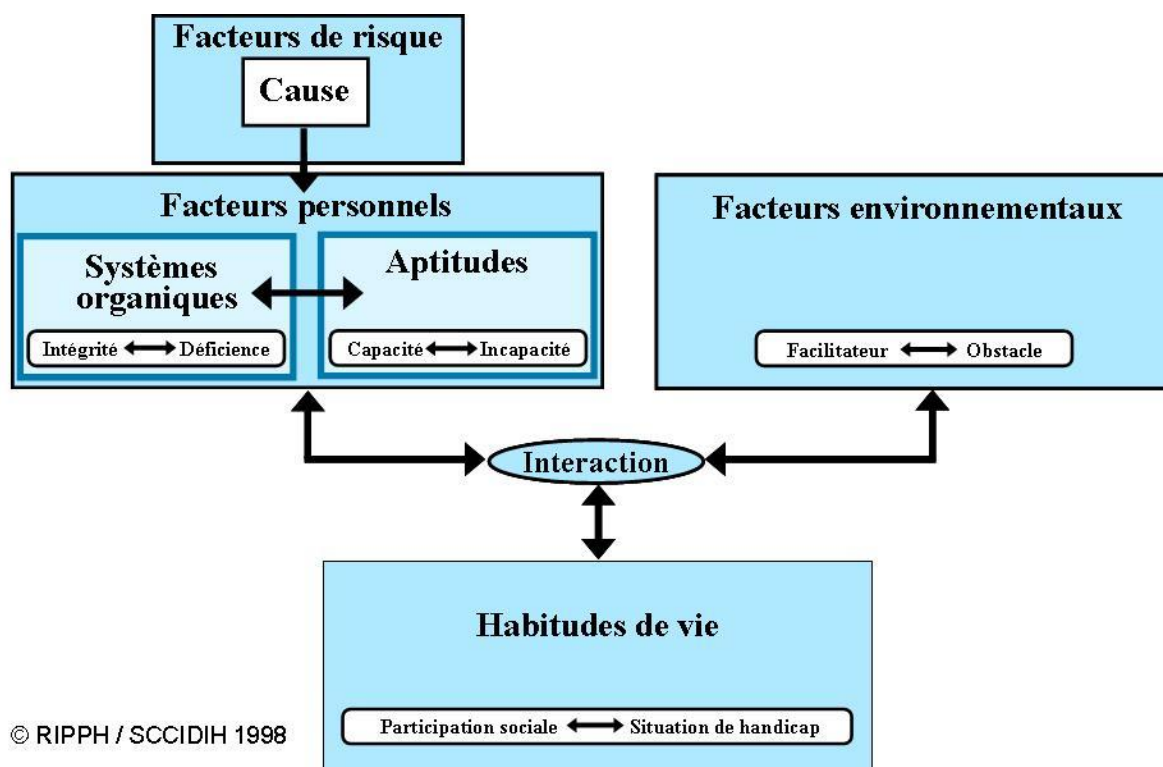 Facteurs de risque
Cause
Facteurs personnels
Systèmes
organiques
Intégrité Déficience
Aptitudes
Capacité Incapacité
Facteurs environnementaux
Facilitateur Obstacle
Interaction
Habitudes de vie
Participation sociale Situation de handicap
© RIPPH / SCCIDIH 1998